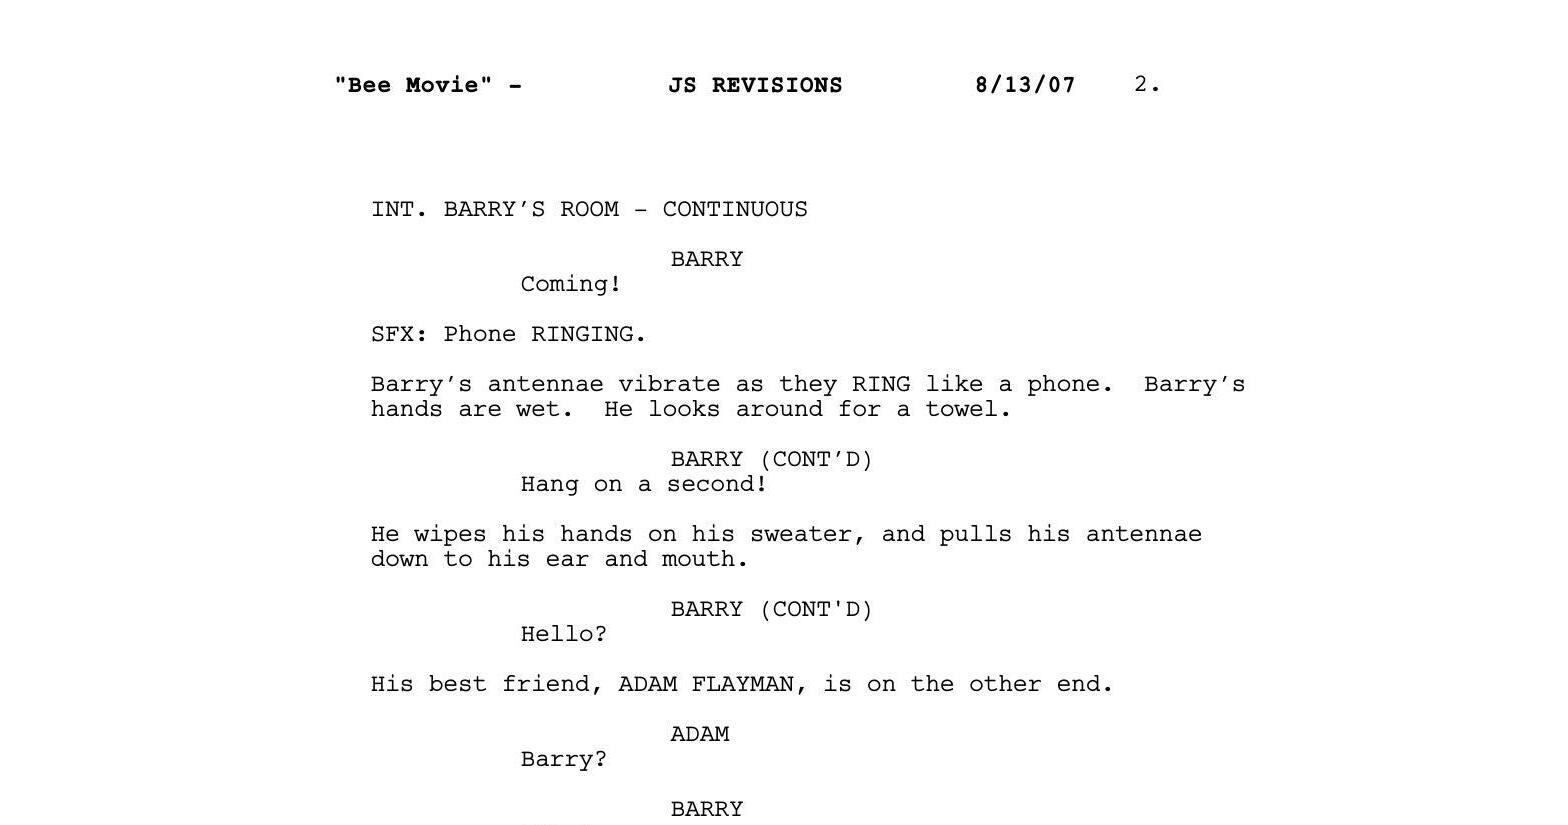 "Bee Movie" - JS REVISIONS 8/13/07 2.
INT. BARRY’S ROOM – CONTINUOUS
BARRY
Coming!
SFX: Phone RINGING.
Barry’s antennae vibrate as they RING like a phone.  Barry’s
hands are wet.  He looks around for a towel.
BARRY (CONT’D)
Hang on a second!
He wipes his hands on his sweater, and pulls his antennae
down to his ear and mouth.
BARRY (CONT'D)
Hello?
His best friend, ADAM FLAYMAN, is on the other end.
ADAM
Barry?
BARRY